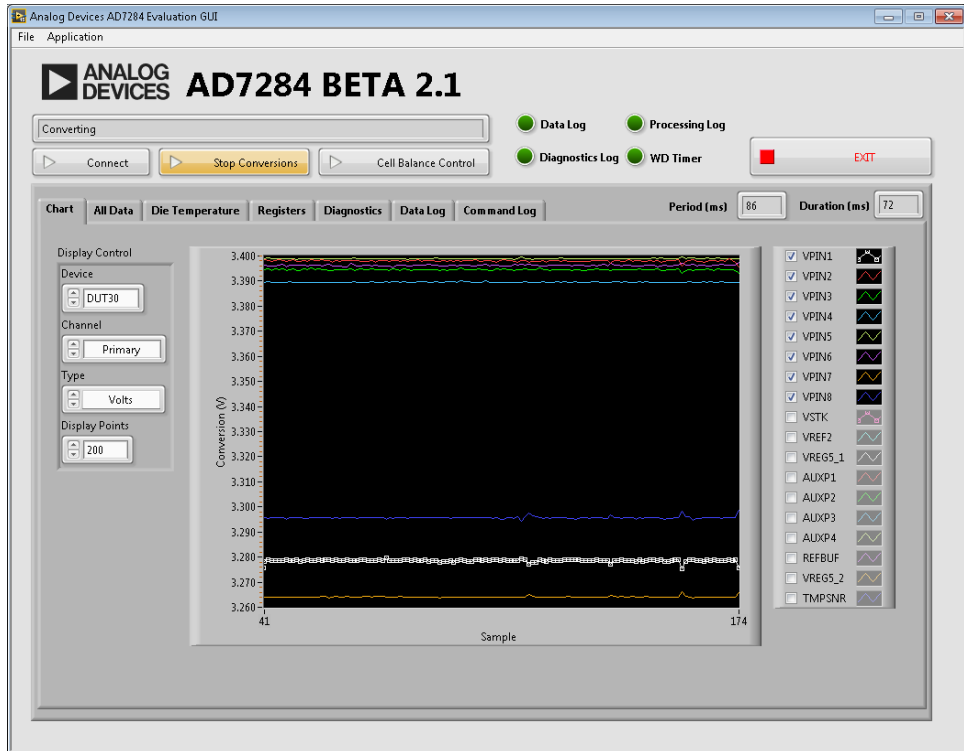 Analog Devices AD7284 Evaluation GUI
File Application
ANALOG DEVICES
AD7284 BETA 2.1
Converting
Data Log
Processing Log
Connect
Stop Conversions
Cell Balance Control
Diagnostics Log
WD Timer
EXIT
Chart All Data Die Temperature Registers Diagnostics Data Log Command Log
Period (ms) 86
Duration (ms) 72
Display Control
Device
DUT30
Channel
Primary
Type
Volts
Display Points
200
Conversion (V)
3.400
3.390
3.380
3.370
3.360
3.350
3.340
3.330
3.320
3.310
3.300
3.290
3.280
3.270
3.260
41
174
Sample
VPIN1
VPIN2
VPIN3
VPIN4
VPIN5
VPIN6
VPIN7
VPIN8
VSTK
VREF2
VREG5_1
AUXP1
AUXP2
AUXP3
AUXP4
REFBUF
VREG5_2
TMPSNR